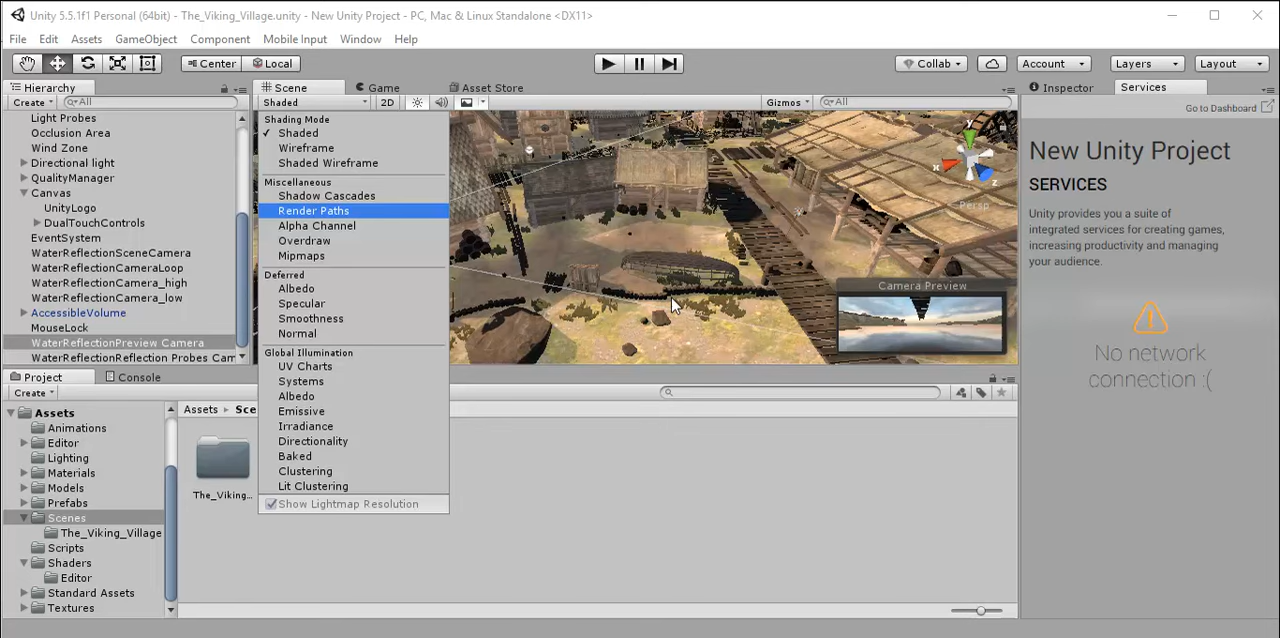 Unity 5.5.1f1 Personal (64bit) - The_Viking_Village.unity - New Unity Project - PC, Mac & Linux Standalone <DX11>
File Edit Assets GameObject Component Mobile Input Window Help
Center Local Collab Account Layers Layout
Hierarchy
Create All
Light Probes
Occlusion Area
Wind Zone
Directional light
QualityManager
Canvas
UnityLogo
DualTouchControls
EventSystem
WaterReflectionSceneCamera
WaterReflectionCameraLoop
WaterReflectionCamera_high
WaterReflectionCamera_low
AccessibleVolume
MouseLock
WaterReflectionPreview Camera
WaterReflectionReflection Probes Cam
Scene Game Asset Store
Shaded 2D Gizmos All
Shading Mode
Shaded
Wireframe
Shaded Wireframe
Miscellaneous
Shadow Cascades
Render Paths
Alpha Channel
Overdraw
Mipmaps
Deferred
Albedo
Specular
Smoothness
Normal
Global Illumination
UV Charts
Systems
Albedo
Emissive
Irradiance
Directionality
Baked
Clustering
Lit Clustering
Show Lightmap Resolution
y
x
z
Persp
Camera Preview
Inspector Services
Go to Dashboard
New Unity Project
SERVICES
Unity provides you a suite of
integrated services for creating games,
increasing productivity and managing
your audience.
No network
connection :(
Project Console
Create
Assets
Animations
Editor
Lighting
Materials
Models
Prefabs
Scenes
The_Viking_Village
Scripts
Shaders
Editor
Standard Assets
Textures
Assets Sce
The_Viking...